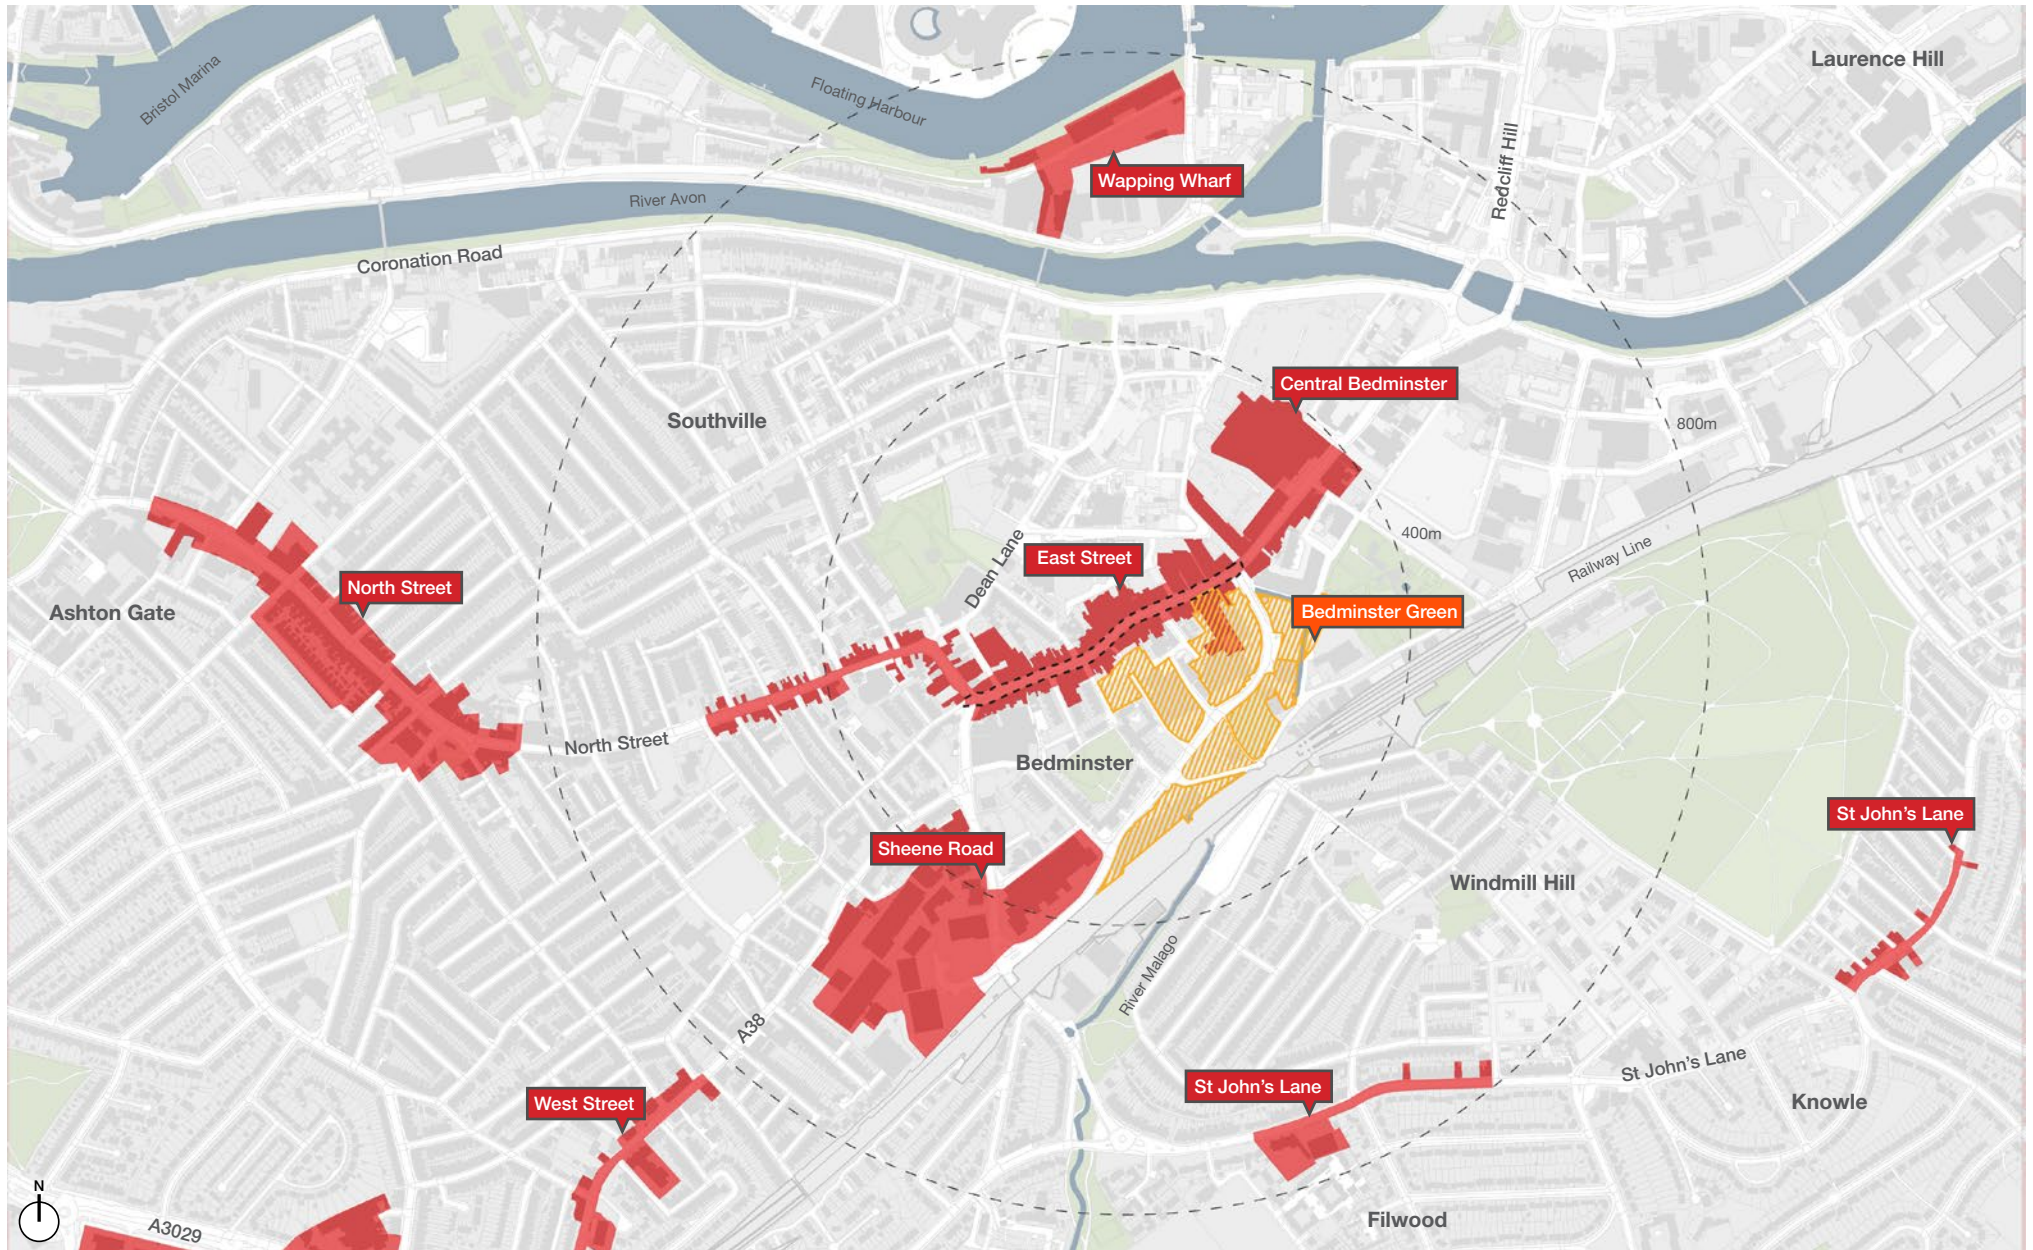 Laurence Hill
Bristol Marina
Floating Harbour
Redcliff Hill
Wapping Wharf
River Avon
Coronation Road
Central Bedminster
Southville
800m
400m
Dean Lane
East Street
Railway Line
North Street
Ashton Gate
Bedminster Green
North Street
Bedminster
St John's Lane
Sheene Road
Windmill Hill
River Malago
A38
St John's Lane
St John's Lane
West Street
Knowle
N
A3029
Filwood